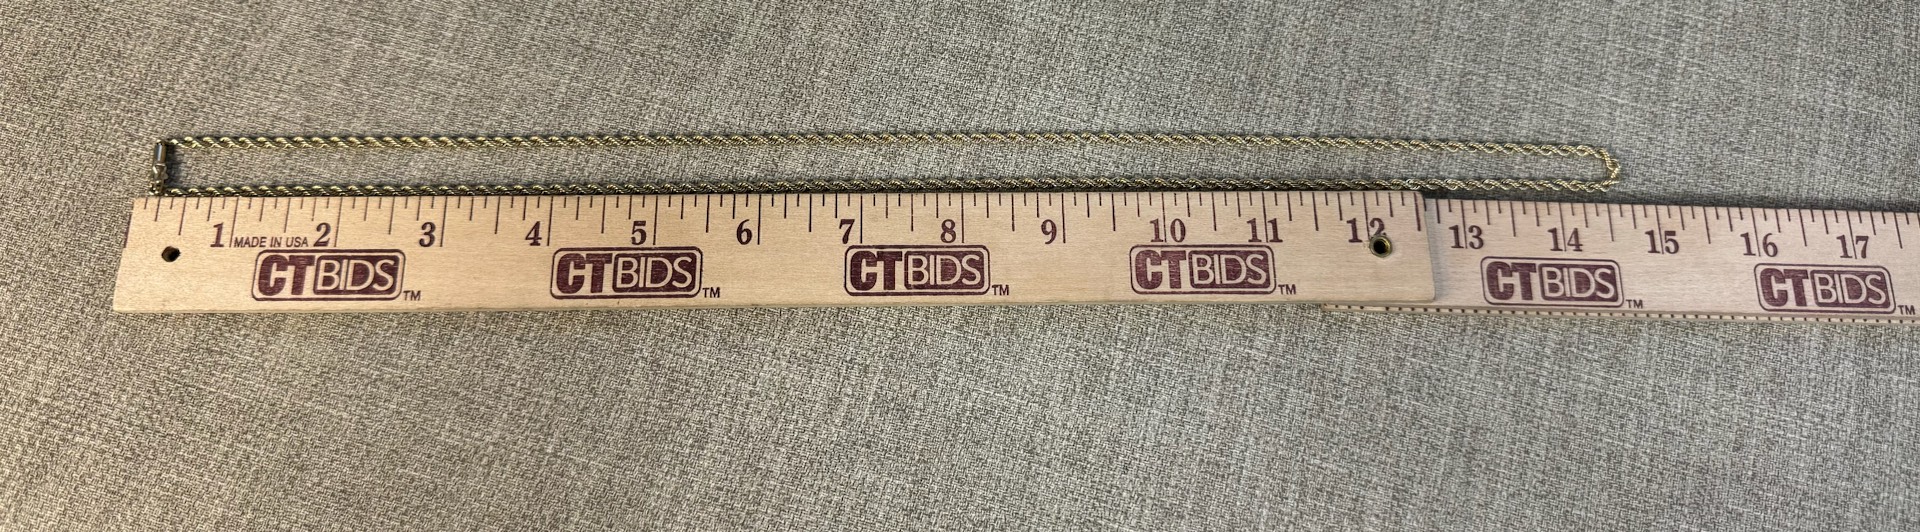 1 2 3 4 5 6 7 8 9 10 11 12 13 14 15 16 17
MADE IN USA
CTBIDS™ CTBIDS™ CTBIDS™ CTBIDS™ CTBIDS™ CTBIDS™